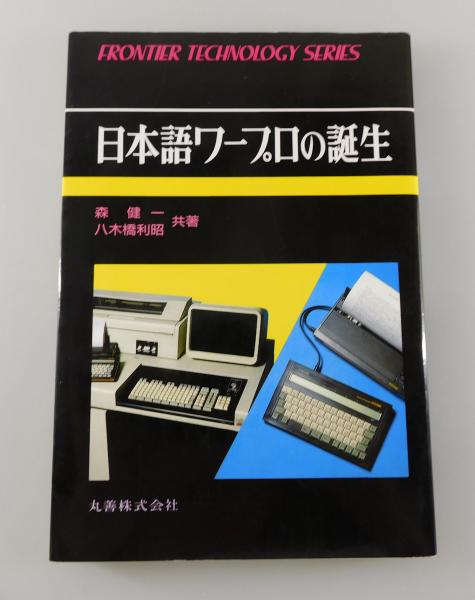 FRONTIER TECHNOLOGY SERIES
日本語ワープロの誕生
森 健一
八木橋利昭 共著
丸善株式会社